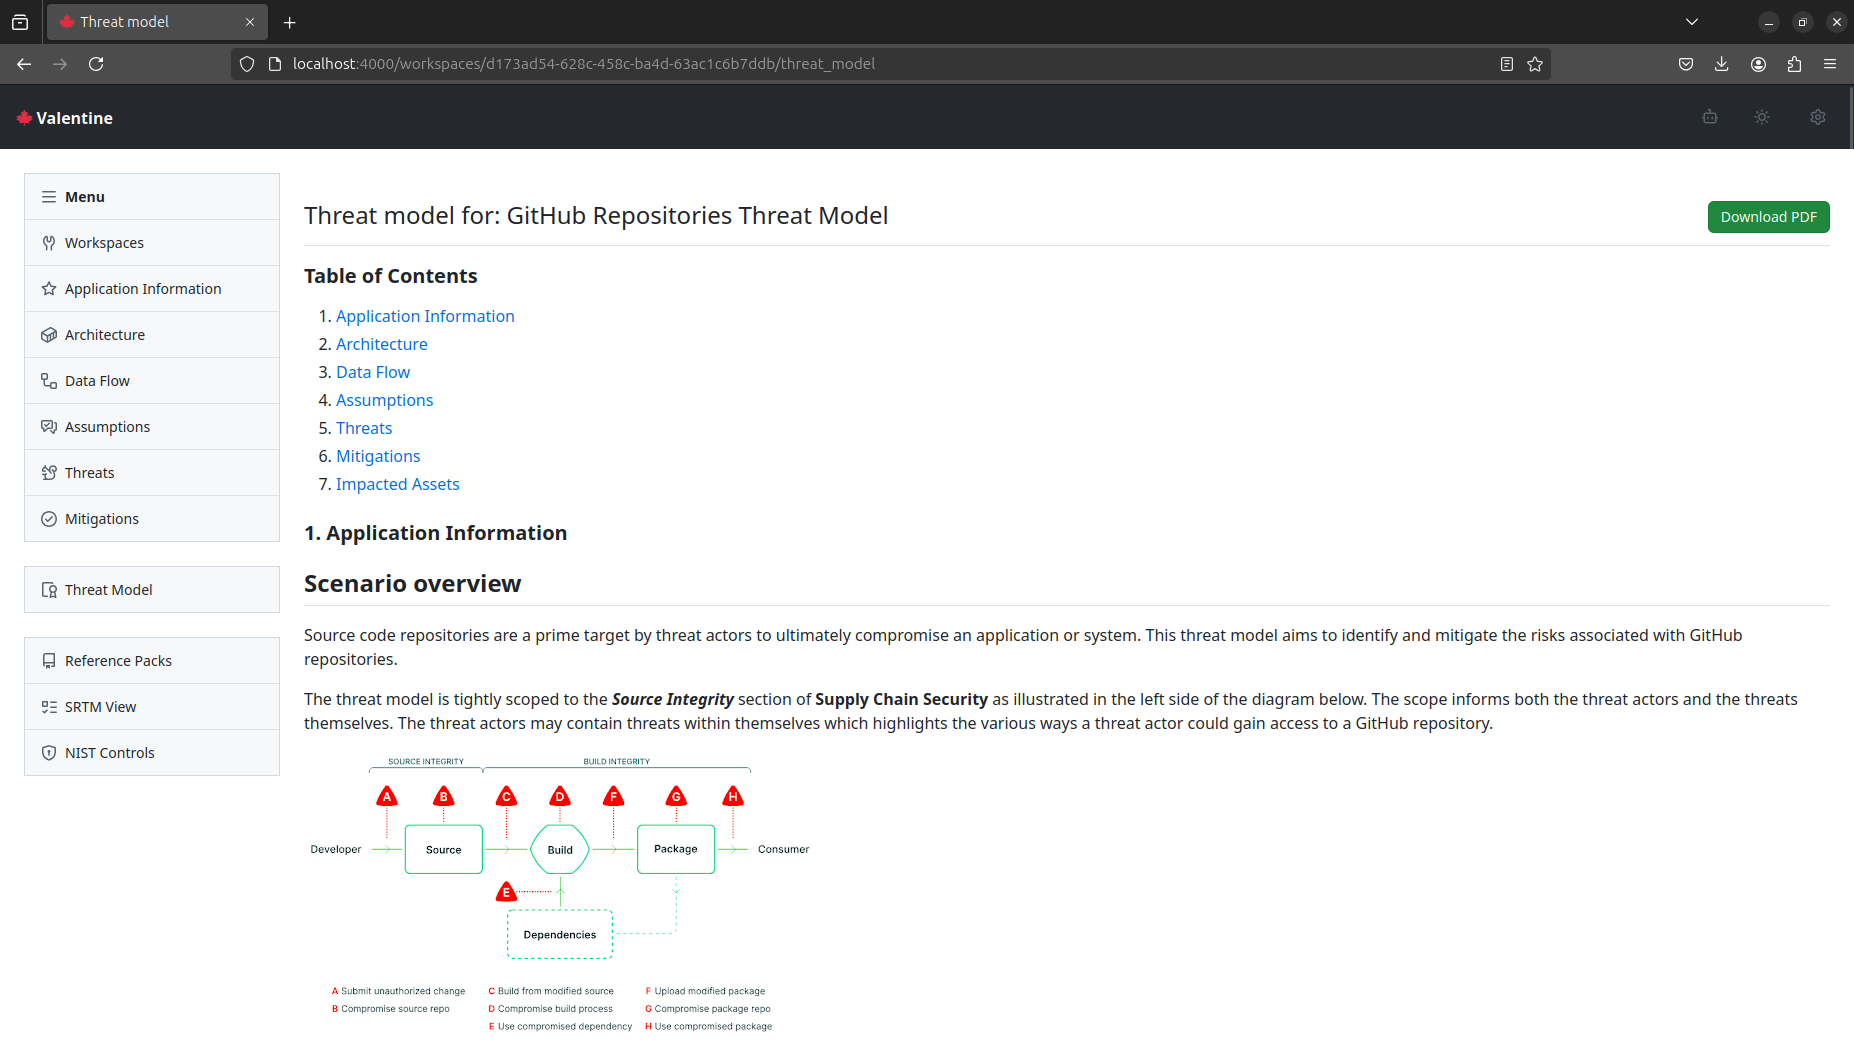 Threat model
localhost:4000/workspaces/d173ad54-628c-458c-ba4d-63ac1c6b7ddb/threat_model
Valentine
Menu
Workspaces
Application Information
Architecture
Data Flow
Assumptions
Threats
Mitigations
Threat Model
Reference Packs
SRTM View
NIST Controls
Threat model for: GitHub Repositories Threat Model
Download PDF
Table of Contents
1. Application Information
2. Architecture
3. Data Flow
4. Assumptions
5. Threats
6. Mitigations
7. Impacted Assets
1. Application Information
Scenario overview
Source code repositories are a prime target by threat actors to ultimately compromise an application or system. This threat model aims to identify and mitigate the risks associated with GitHub
repositories.
The threat model is tightly scoped to the Source Integrity section of Supply Chain Security as illustrated in the left side of the diagram below. The scope informs both the threat actors and the threats
themselves. The threat actors may contain threats within themselves which highlights the various ways a threat actor could gain access to a GitHub repository.
SOURCE INTEGRITY BUILD INTEGRITY
A B C D F G H
Developer Source Build Package Consumer
E
Dependencies
A Submit unauthorized change C Build from modified source F Upload modified package
B Compromise source repo D Compromise build process G Compromise package repo
E Use compromised dependency H Use compromised package